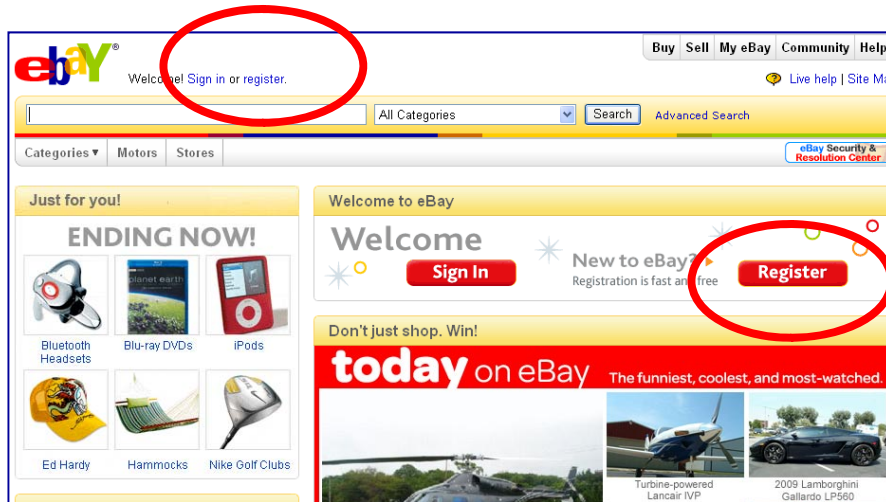 ebaY®
Buy Sell My eBay Community Help
Welcome! Sign in or register.
Live help | Site
All Categories
Search
Advanced Search
Categories Motors Stores
eBay Security &
Resolution Center
Just for you!
ENDING NOW!
planet earth
Bluetooth
Headsets
Blu-ray DVDs
iPods
Ed Hardy
Hammocks
Nike Golf Clubs
Welcome to eBay
Welcome
Sign In
New to eBay?
Registration is fast and free
Register
Don't just shop. Win!
today on eBay
The funniest, coolest, and most-watched.
Turbine-powered
Lancair IVP
2009 Lamborghini
Gallardo LP560